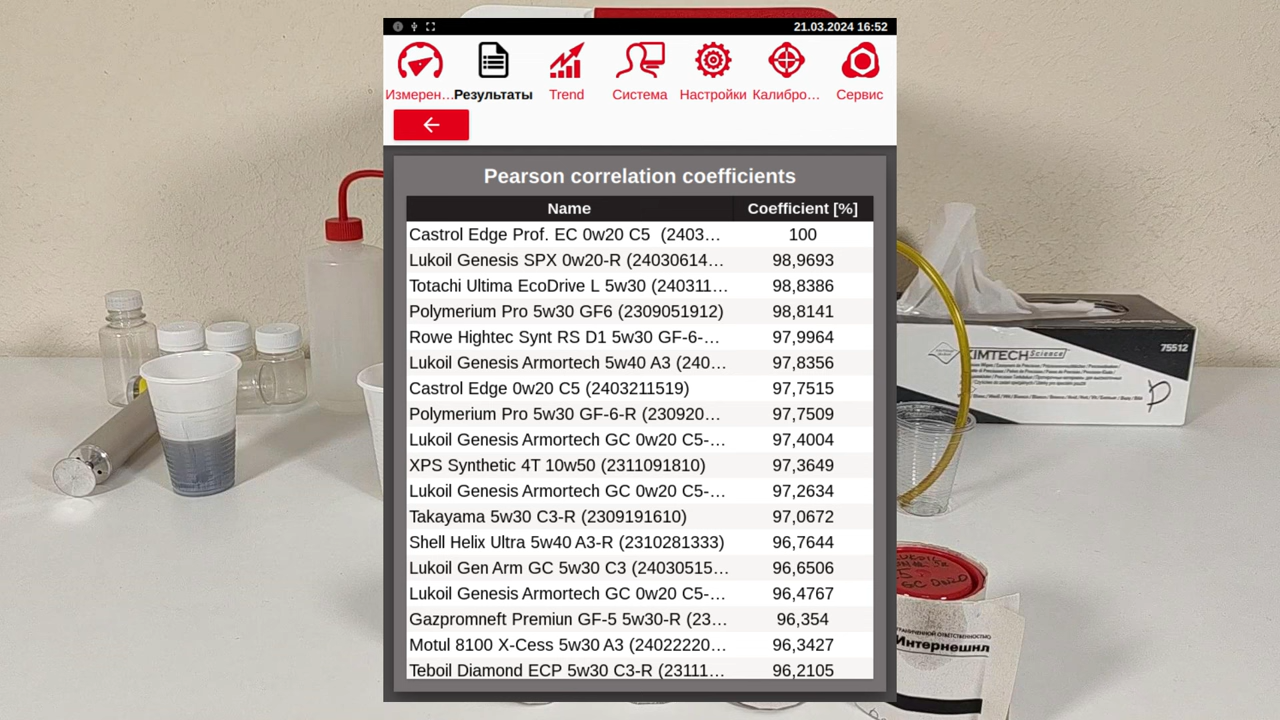 21.03.2024 16:52
Измерен... Результаты Trend Система Настройки Калибро... Сервис
Pearson correlation coefficients
Name Coefficient [%]
Castrol Edge Prof. EC 0w20 C5 (2403... 100
Lukoil Genesis SPX 0w20-R (24030614... 98,9693
Totachi Ultima EcoDrive L 5w30 (240311... 98,8386
Polymerium Pro 5w30 GF6 (2309051912) 98,8141
Rowe Hightec Synt RS D1 5w30 GF-6-... 97,9964
Lukoil Genesis Armortech 5w40 A3 (240... 97,8356
Castrol Edge 0w20 C5 (2403211519) 97,7515
Polymerium Pro 5w30 GF-6-R (230920... 97,7509
Lukoil Genesis Armortech GC 0w20 C5-... 97,4004
XPS Synthetic 4T 10w50 (2311091810) 97,3649
Lukoil Genesis Armortech GC 0w20 C5-... 97,2634
Takayama 5w30 C3-R (2309191610) 97,0672
Shell Helix Ultra 5w40 A3-R (2310281333) 96,7644
Lukoil Gen Arm GC 5w30 C3 (24030515... 96,6506
Lukoil Genesis Armortech GC 0w20 C5-... 96,4767
Gazpromneft Premiun GF-5 5w30-R (23... 96,354
Motul 8100 X-Cess 5w30 A3 (24022220... 96,3427
Teboil Diamond ECP 5w30 C3-R (23111... 96,2105
75512
KIMTECH Science
Интернешнл